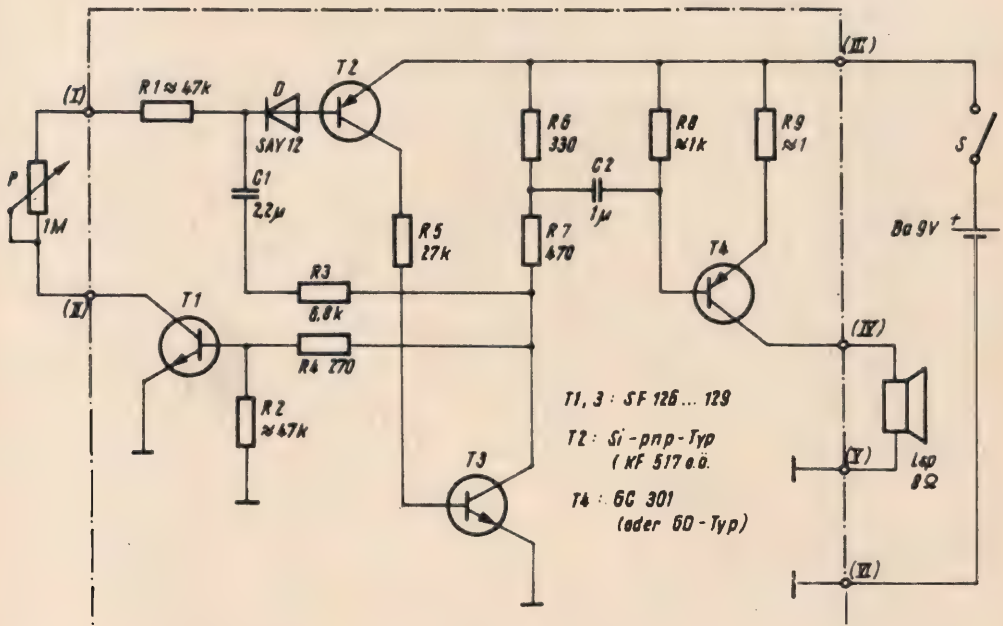 (I)
R1 ≈ 47k
D
SAY 12
T2
(III)
P
1M
C1
2,2µ
R5
27k
R6
330
R8
≈1k
R9
≈1
C2
1µ
S
R7
470
Ba 9V
+
(II)
T1
R3
6,8k
T4
(IV)
R4 270
R2
≈47k
T3
T1, 3 : SF 126 ... 129
T2 : Si-pnp-Typ
(KF 517 o.ä.
T4 : GC 301
(oder GD-Typ)
(V)
Lsp
8Ω
(VI)